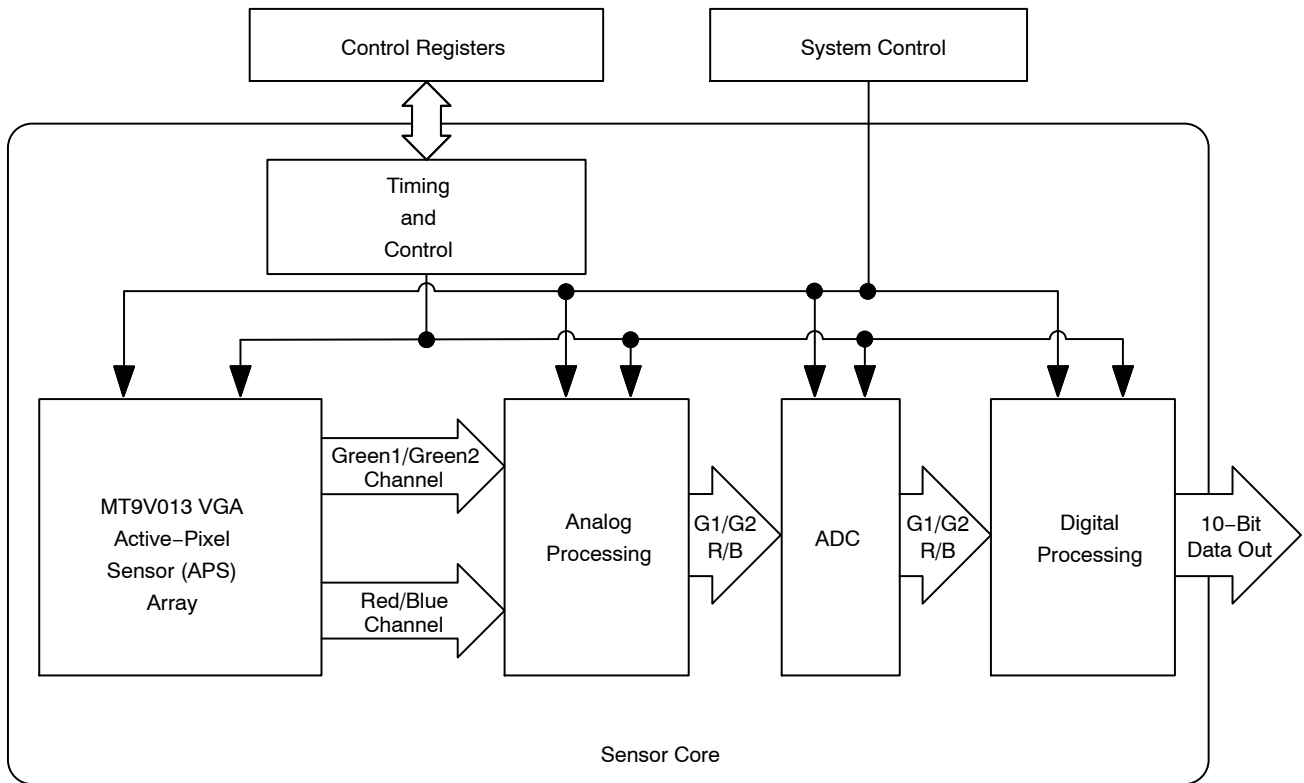 Control Registers
System Control
Timing
and
Control
MT9V013 VGA
Active−Pixel
Sensor (APS)
Array
Green1/Green2
Channel
Red/Blue
Channel
Analog
Processing
G1/G2
R/B
ADC
G1/G2
R/B
Digital
Processing
10−Bit
Data Out
Sensor Core